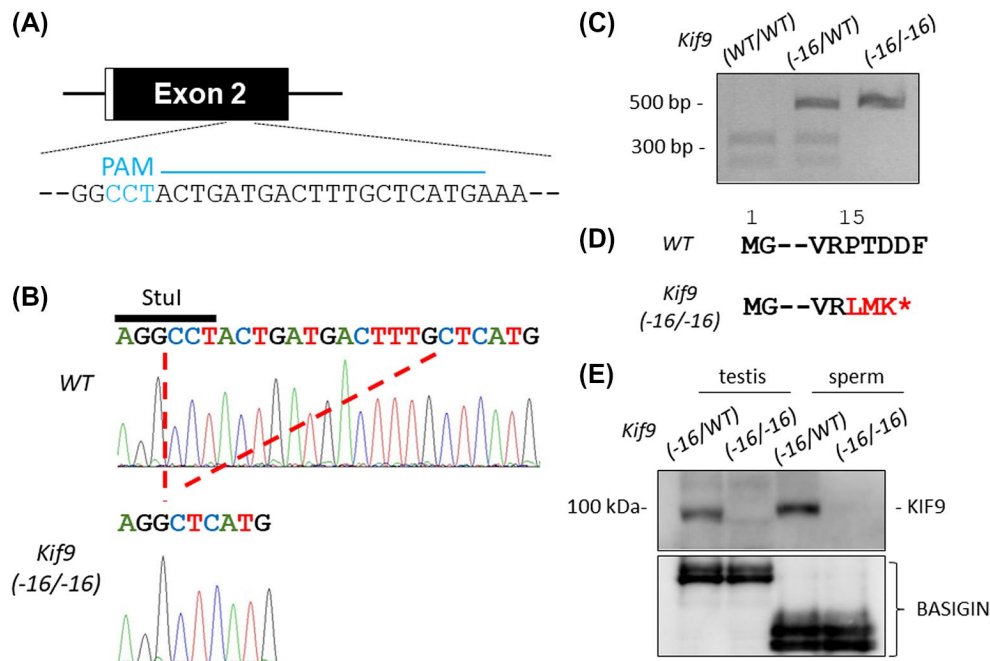 (A)
Exon 2
PAM
--GGCCTACTGATGACTTTGCTCATGAAA--
(B)
StuI
AGGCCTACTGATGACTTTGCTCATG
WT
AGGCTCATG
Kif9
(-16/-16)
(C)
Kif9 (WT/WT) (-16/WT) (-16/-16)
500 bp -
300 bp -
(D)
1 15
WT MG--VRPTDDF
Kif9
(-16/-16) MG--VRLMK*
(E)
testis sperm
Kif9 (-16/WT) (-16/-16) (-16/WT) (-16/-16)
100 kDa- - KIF9
BASIGIN